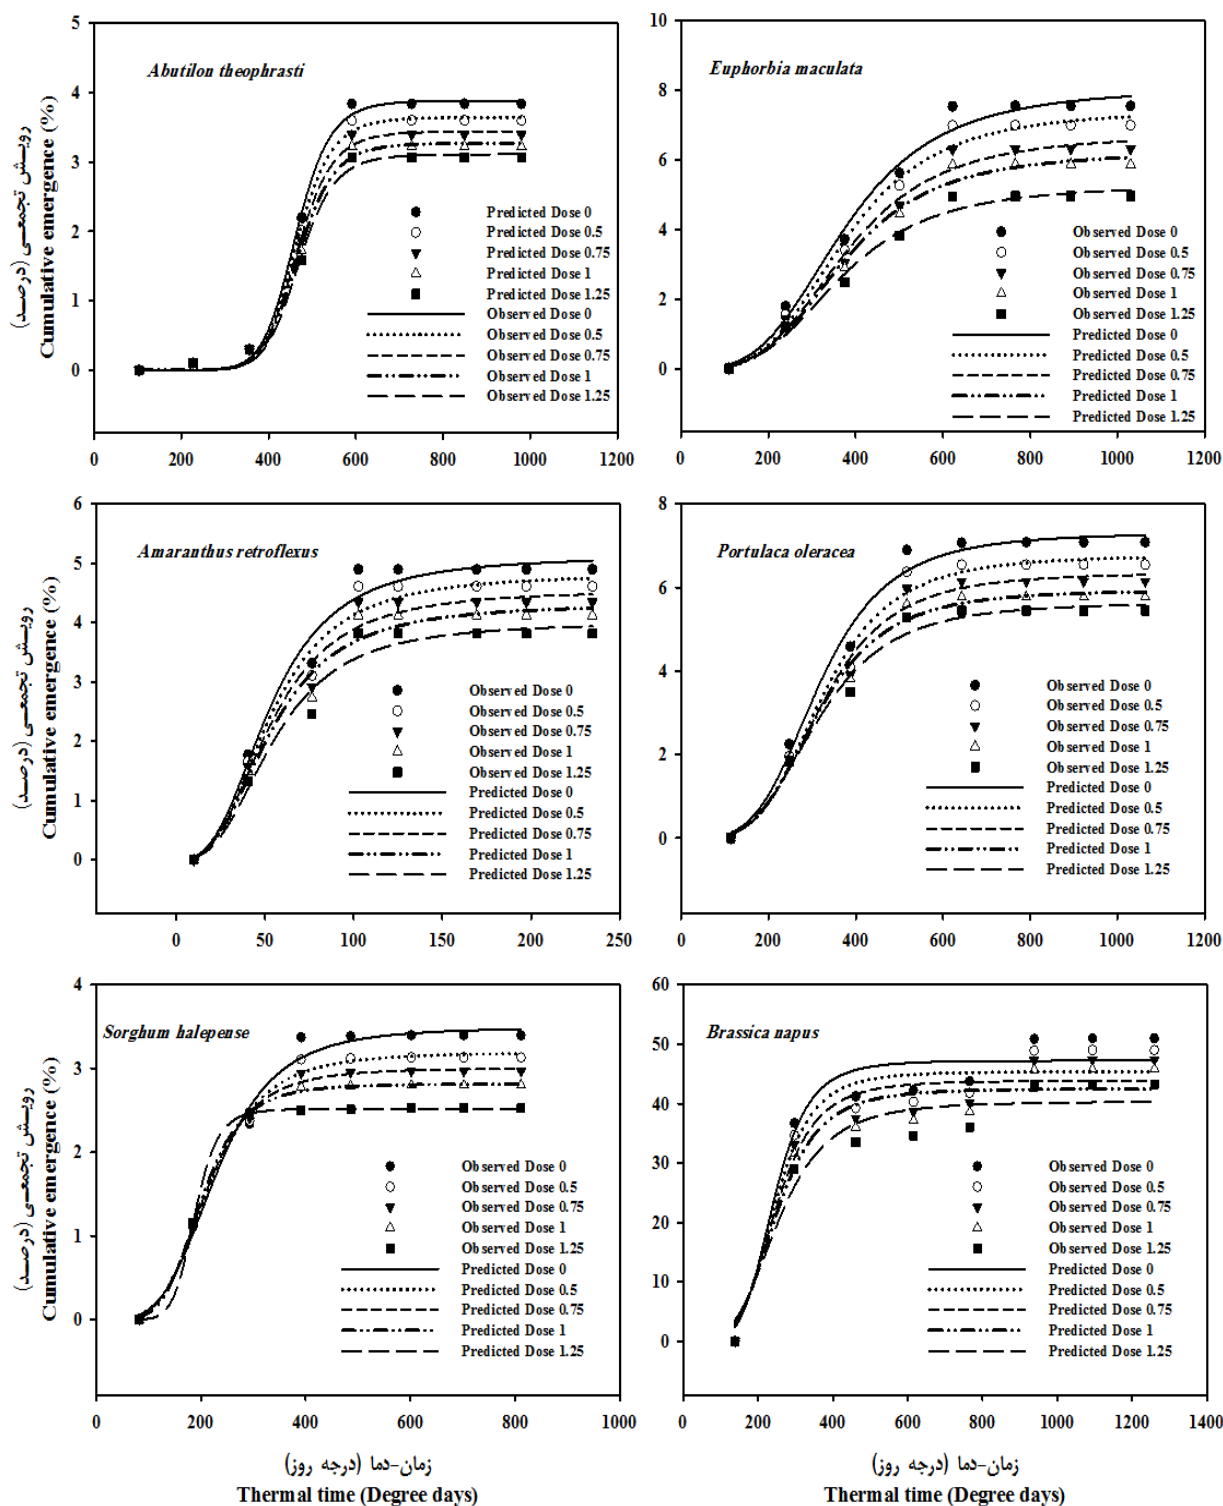 Abutilon theophrasti
رویـش تجمعـی (درصـد)
Cumulative emergence (%)
5
4
3
2
1
0
Predicted Dose 0
Predicted Dose 0.5
Predicted Dose 0.75
Predicted Dose 1
Predicted Dose 1.25
Observed Dose 0
Observed Dose 0.5
Observed Dose 0.75
Observed Dose 1
Observed Dose 1.25
0 200 400 600 800 1000 1200
Euphorbia maculata
10
8
6
4
2
0
Observed Dose 0
Observed Dose 0.5
Observed Dose 0.75
Observed Dose 1
Observed Dose 1.25
Predicted Dose 0
Predicted Dose 0.5
Predicted Dose 0.75
Predicted Dose 1
Predicted Dose 1.25
0 200 400 600 800 1000 1200
Amaranthus retroflexus
رویـش تجمعـی (درصـد)
Cumulative emergence (%)
6
5
4
3
2
1
0
Observed Dose 0
Observed Dose 0.5
Observed Dose 0.75
Observed Dose 1
Observed Dose 1.25
Predicted Dose 0
Predicted Dose 0.5
Predicted Dose 0.75
Predicted Dose 1
Predicted Dose 1.25
0 50 100 150 200 250
Portulaca oleracea
8
6
4
2
0
Observed Dose 0
Observed Dose 0.5
Observed Dose 0.75
Observed Dose 1
Observed Dose 1.25
Predicted Dose 0
Predicted Dose 0.5
Predicted Dose 0.75
Predicted Dose 1
Predicted Dose 1.25
0 200 400 600 800 1000 1200
Sorghum halepense
رویـش تجمعـی (درصـد)
Cumulative emergence (%)
4
3
2
1
0
Observed Dose 0
Observed Dose 0.5
Observed Dose 0.75
Observed Dose 1
Observed Dose 1.25
Predicted Dose 0
Predicted Dose 0.5
Predicted Dose 0.75
Predicted Dose 1
Predicted Dose 1.25
0 200 400 600 800 1000
زمان-دما (درجه روز)
Thermal time (Degree days)
Brassica napus
60
50
40
30
20
10
0
Observed Dose 0
Observed Dose 0.5
Observed Dose 0.75
Observed Dose 1
Observed Dose 1.25
Predicted Dose 0
Predicted Dose 0.5
Predicted Dose 0.75
Predicted Dose 1
Predicted Dose 1.25
0 200 400 600 800 1000 1200 1400
زمان-دما (درجه روز)
Thermal time (Degree days)